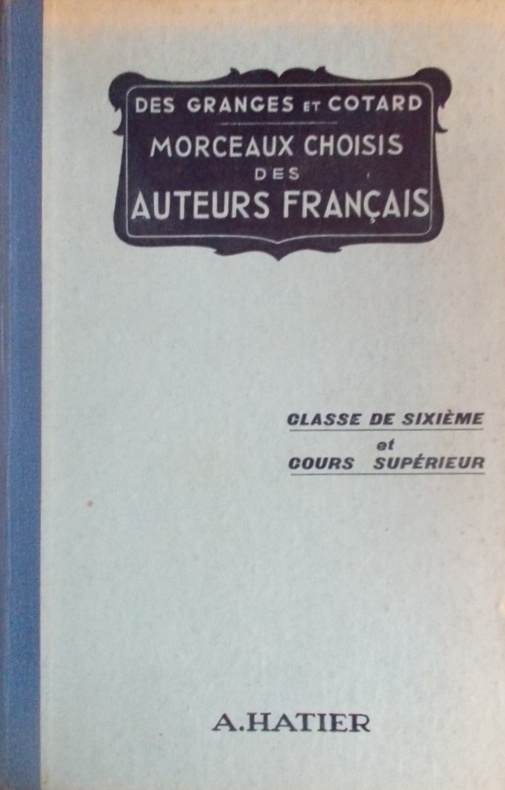 DES GRANGES ET COTARD
MORCEAUX CHOISIS
DES
AUTEURS FRANÇAIS
CLASSE DE SIXIÈME
et
COURS SUPÉRIEUR
A.HATIER